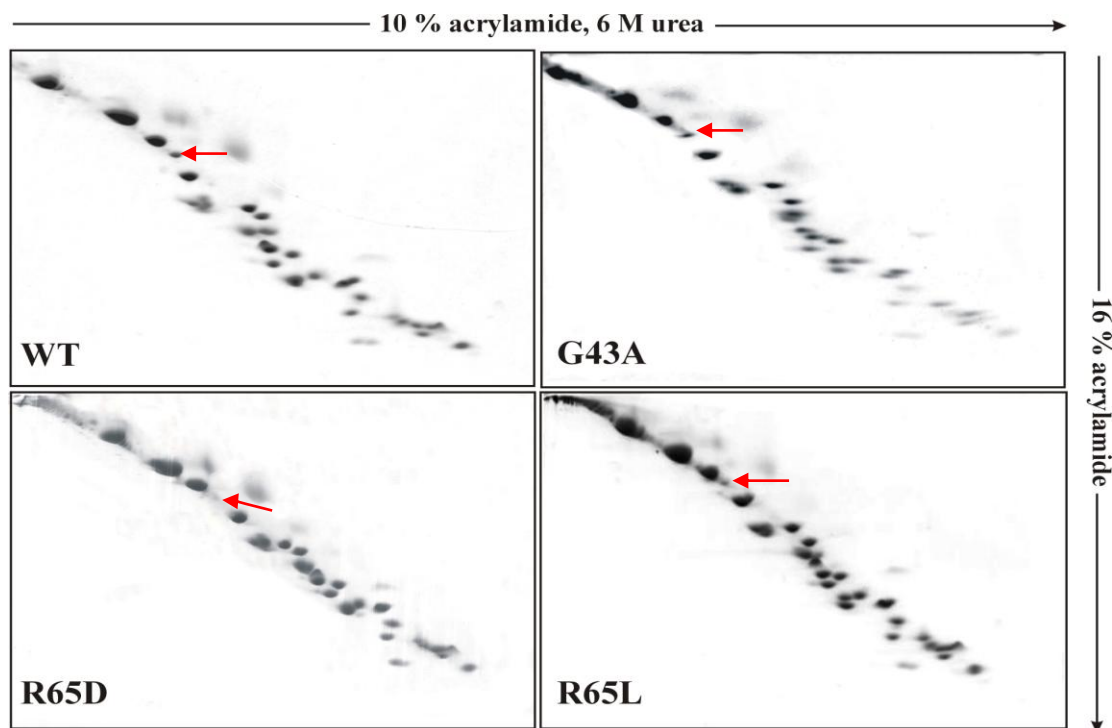 10 % acrylamide, 6 M urea
WT
G43A
16 % acrylamide
R65D
R65L